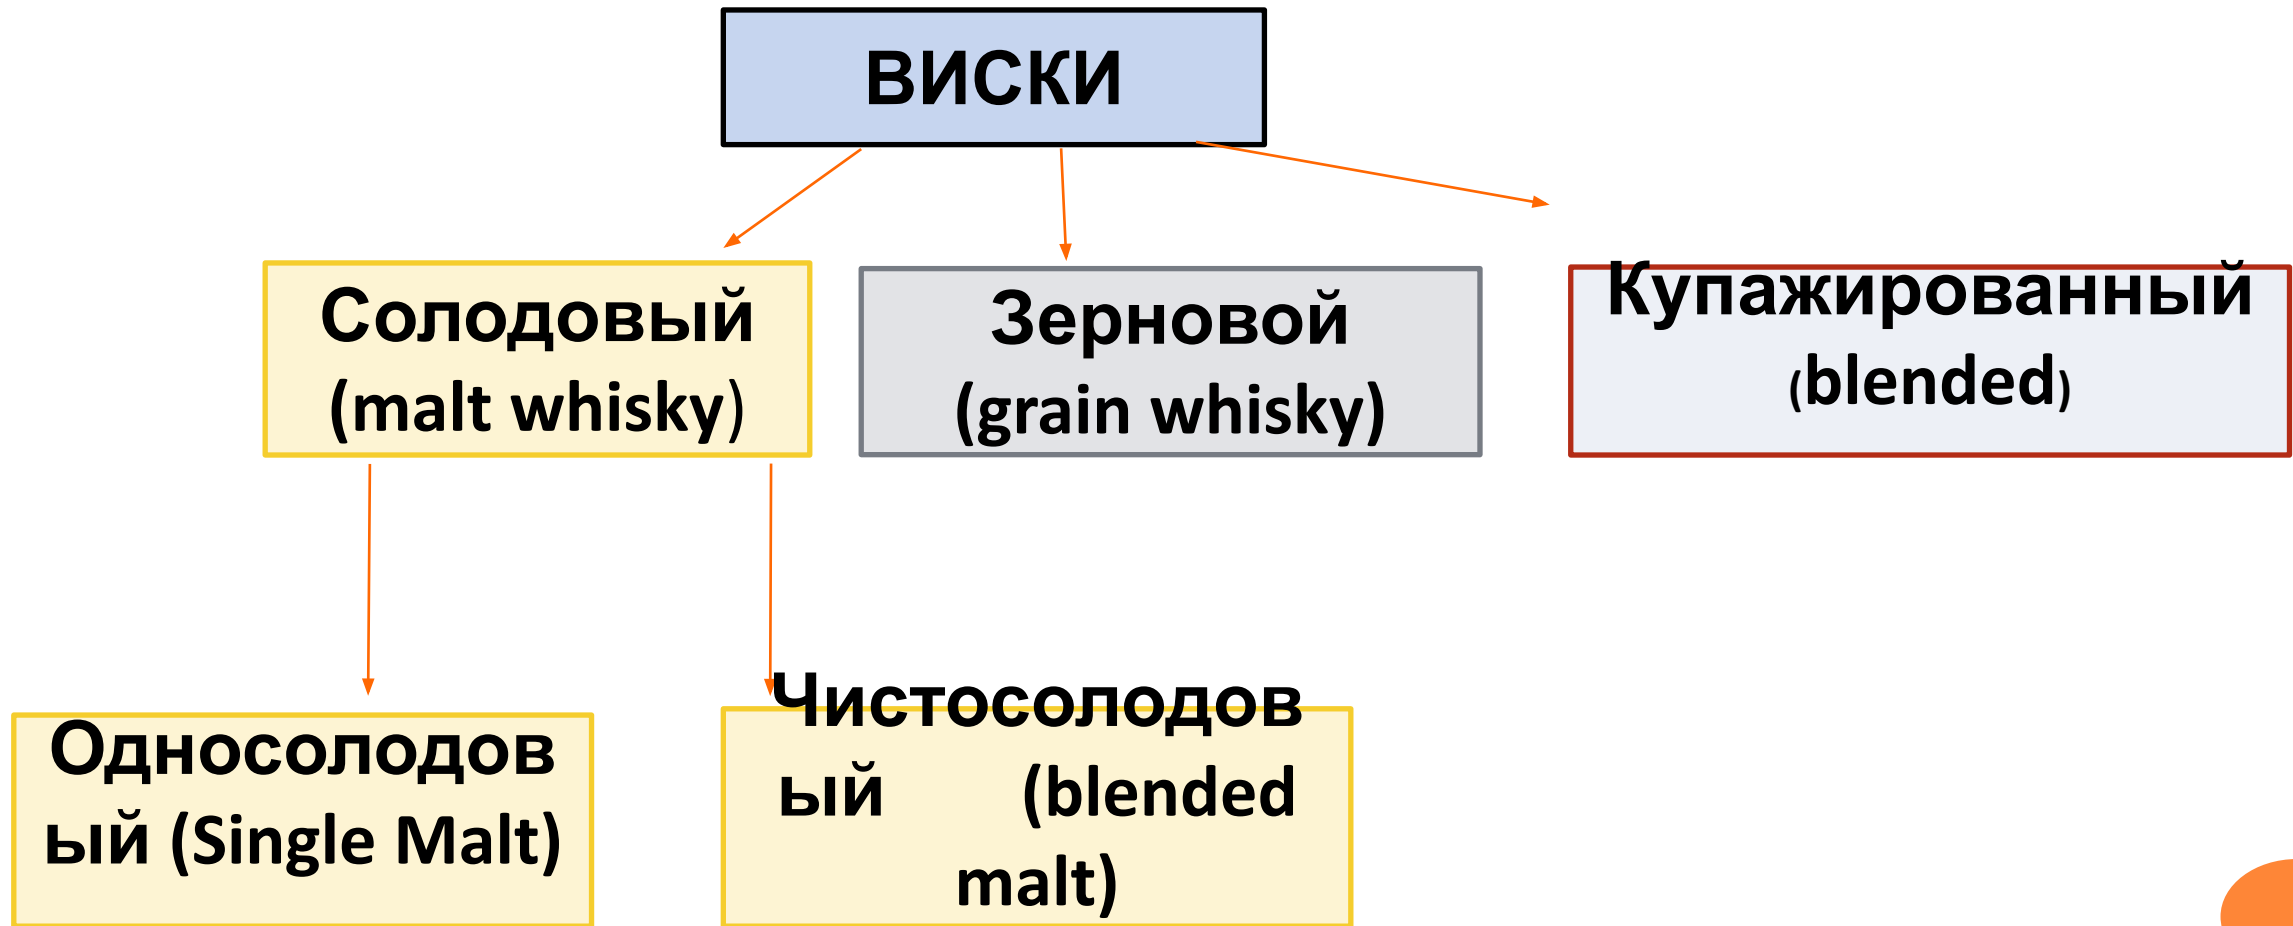 ВИСКИ
Солодовый
(malt whisky)
Зерновой
(grain whisky)
Купажированный
(blended)
Односолодов
ый (Single Malt)
Чистосолодов
ый (blended
malt)